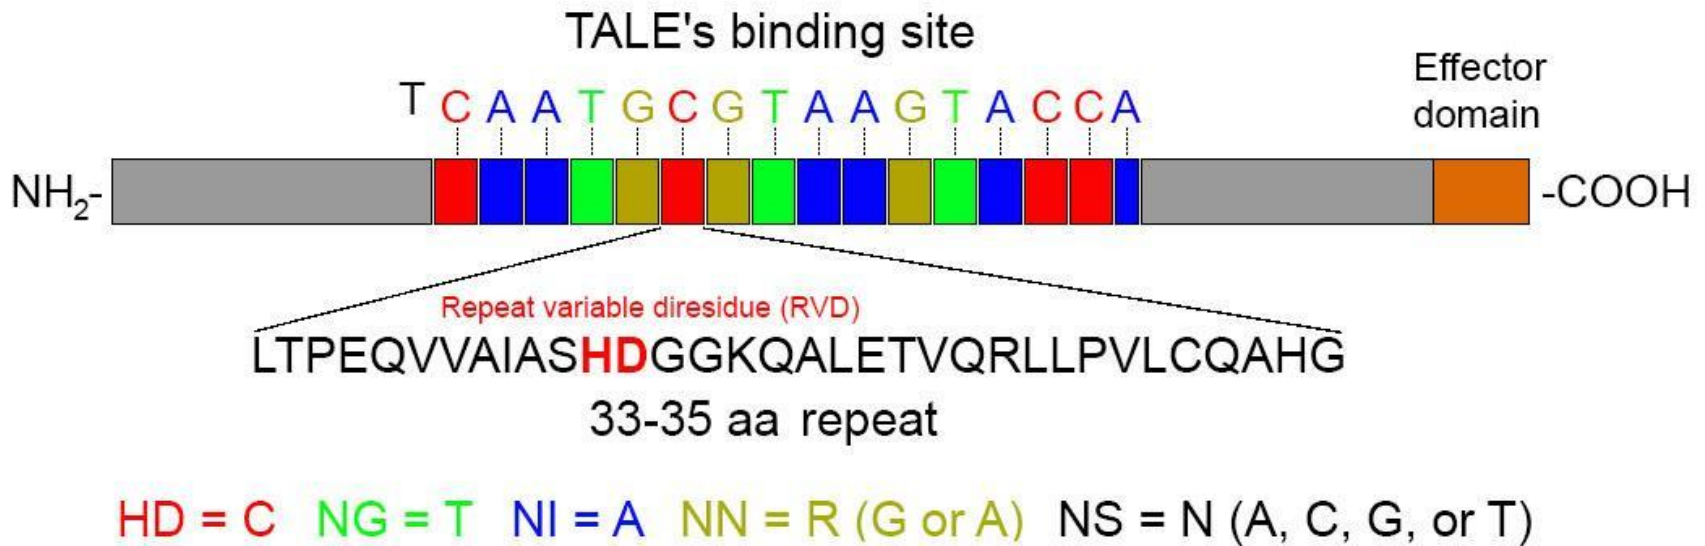 TALE's binding site
Effector
domain
T C A A T G C G T A A G T A C C A
NH2-
-COOH
Repeat variable diresidue (RVD)
LTPEQVVAIASHDGGKQALETVQRLLPVLCQAHG
33-35 aa repeat
HD = C NG = T NI = A NN = R (G or A) NS = N (A, C, G, or T)